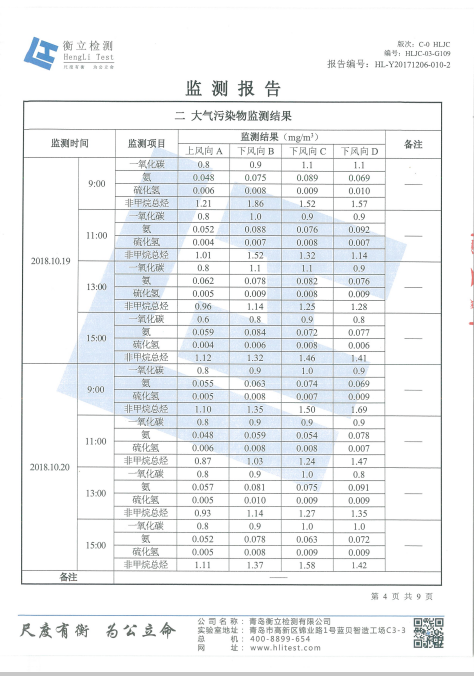 衡立检测
HengLi Test
版次：C-0 HLJC
编号：HLJC-03-G109
报告编号：HL-Y20171206-010-2
监测报告
二 大气污染物监测结果
监测时间 监测项目 监测结果（mg/m³） 备注
上风向 A 下风向 B 下风向 C 下风向 D
2018.10.19
9:00 一氧化碳 0.8 0.9 1.1 1.1 ——
氨 0.048 0.075 0.089 0.069
硫化氢 0.006 0.008 0.009 0.010
非甲烷总烃 1.21 1.86 1.52 1.57
11:00 一氧化碳 0.8 1.0 0.9 0.9 ——
氨 0.052 0.088 0.076 0.092
硫化氢 0.004 0.007 0.008 0.007
非甲烷总烃 1.01 1.52 1.32 1.14
13:00 一氧化碳 0.8 1.1 1.1 0.9 ——
氨 0.062 0.078 0.082 0.076
硫化氢 0.005 0.009 0.008 0.009
非甲烷总烃 0.96 1.14 1.25 1.28
15:00 一氧化碳 0.6 0.8 0.9 0.8 ——
氨 0.059 0.084 0.072 0.077
硫化氢 0.004 0.006 0.008 0.006
非甲烷总烃 1.12 1.32 1.46 1.41
2018.10.20
9:00 一氧化碳 0.8 0.9 1.0 0.9 ——
氨 0.055 0.063 0.074 0.069
硫化氢 0.005 0.008 0.007 0.009
非甲烷总烃 1.10 1.35 1.50 1.69
11:00 一氧化碳 0.8 0.9 0.9 0.9 ——
氨 0.048 0.059 0.054 0.078
硫化氢 0.006 0.008 0.008 0.007
非甲烷总烃 0.87 1.03 1.24 1.47
13:00 一氧化碳 0.8 0.9 1.0 0.8 ——
氨 0.057 0.081 0.075 0.091
硫化氢 0.005 0.010 0.009 0.009
非甲烷总烃 0.93 1.14 1.27 1.35
15:00 一氧化碳 0.8 0.9 1.0 1.0 ——
氨 0.052 0.078 0.063 0.072
硫化氢 0.005 0.008 0.009 0.009
非甲烷总烃 1.11 1.37 1.58 1.42
备注 ——
第 4 页 共 9 页
尺度有衡 为公立命
公司名称：青岛衡立检测有限公司
实验室地址：青岛市高新区锦业路1号蓝贝智造工场C3-3
总机：400-8899-654
网址：www.hlitest.com